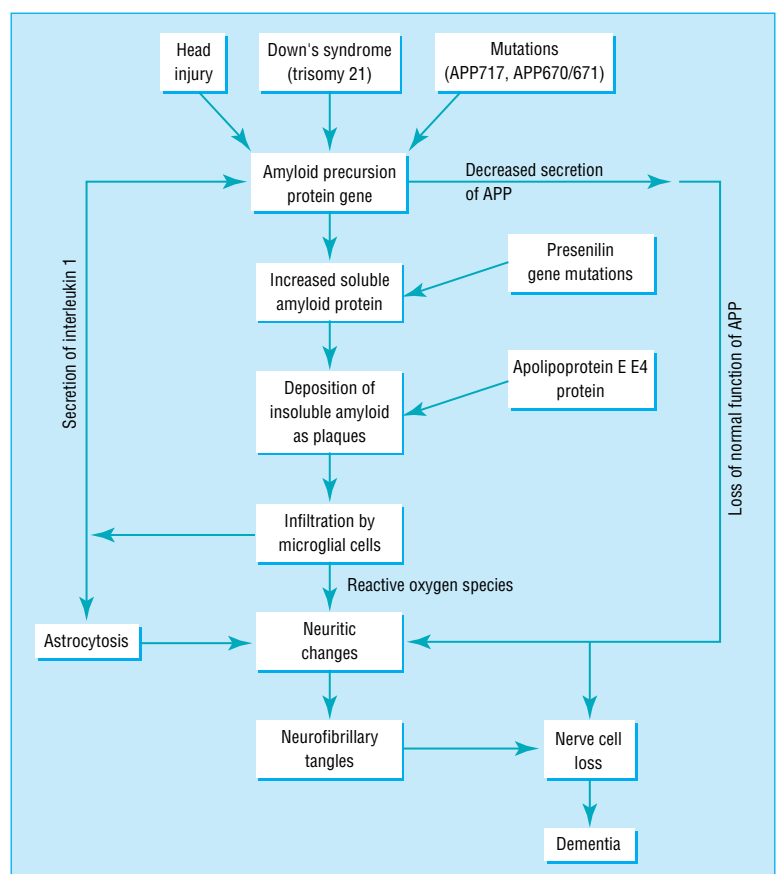 Head
injury
Down's syndrome
(trisomy 21)
Mutations
(APP717, APP670/671)
Amyloid precursion
protein gene
Decreased secretion
of APP
Increased soluble
amyloid protein
Presenilin
gene mutations
Secretion of interleukin 1
Deposition of
insoluble amyloid
as plaques
Apolipoprotein E E4
protein
Loss of normal function of APP
Infiltration by
microglial cells
Reactive oxygen species
Astrocytosis
Neuritic
changes
Neurofibrillary
tangles
Nerve cell
loss
Dementia